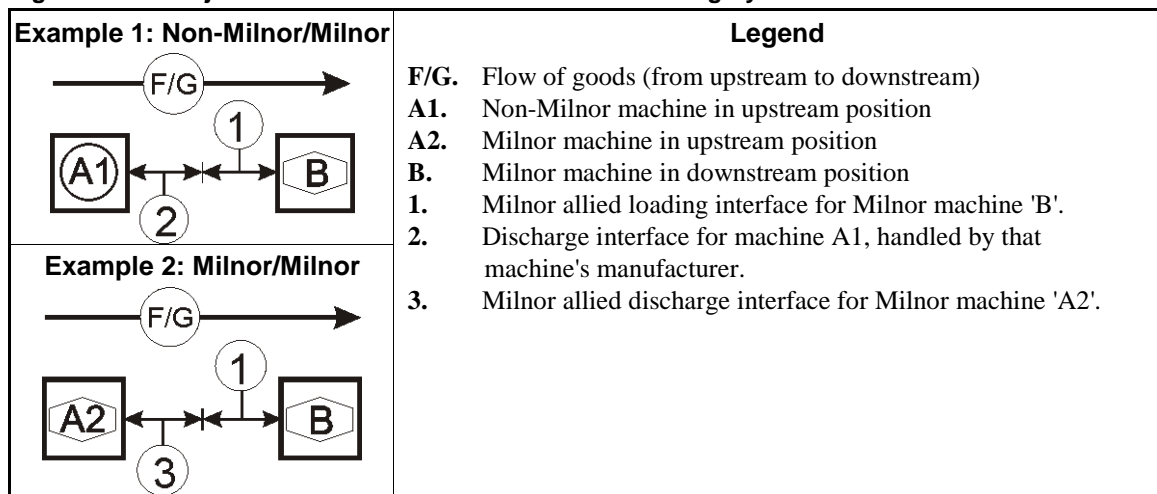 Example 1: Non-Milnor/Milnor
F/G
1
A1
B
2
Example 2: Milnor/Milnor
F/G
1
A2
B
3
Legend
F/G. Flow of goods (from upstream to downstream)
A1. Non-Milnor machine in upstream position
A2. Milnor machine in upstream position
B. Milnor machine in downstream position
1. Milnor allied loading interface for Milnor machine 'B'.
2. Discharge interface for machine A1, handled by that
machine's manufacturer.
3. Milnor allied discharge interface for Milnor machine 'A2'.